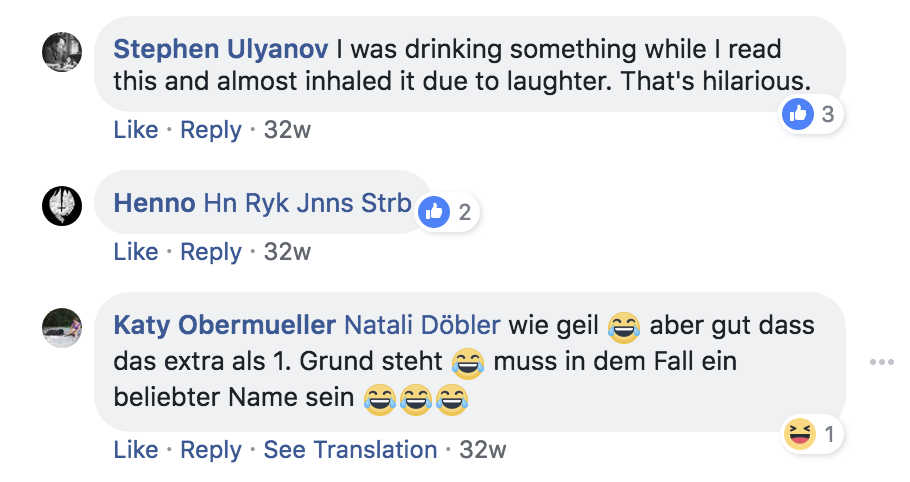 Stephen Ulyanov I was drinking something while I read
this and almost inhaled it due to laughter. That's hilarious.
3
Like · Reply · 32w
Henno Hn Ryk Jnns Strb
2
Like · Reply · 32w
Katy Obermueller Natali Döbler wie geil 😂 aber gut dass
das extra als 1. Grund steht 😂 muss in dem Fall ein
beliebter Name sein 😂😂😂
1
Like · Reply · See Translation · 32w